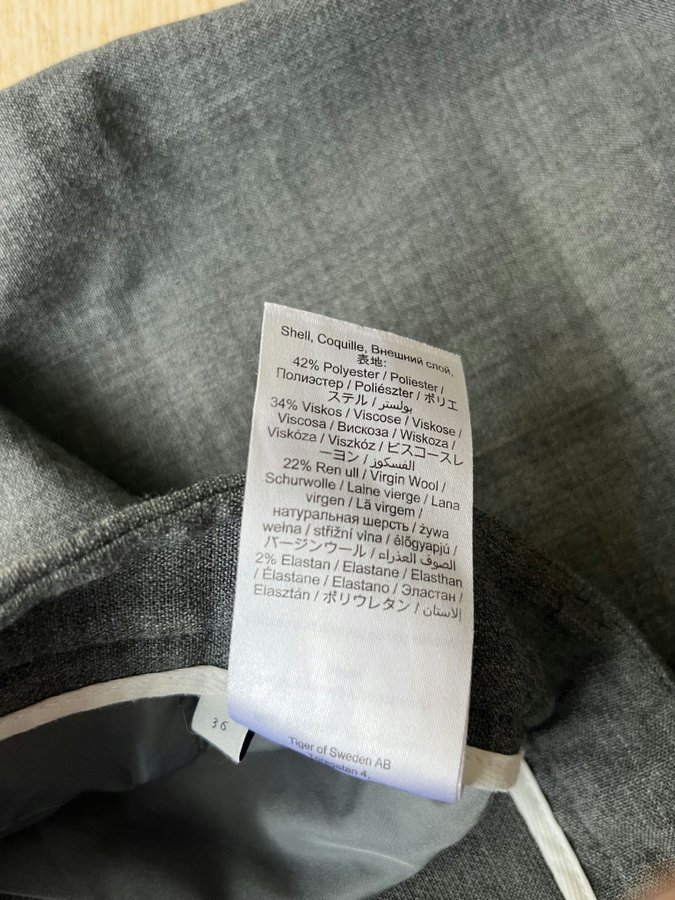 Shell, Coquille, Внешний слой,
表地:
42% Polyester / Poliester /
Полиэстер / Poliészter / ポリエ
ステル / بوليستر
34% Viskos / Viscose / Viskose /
Viscosa / Вискоза / Wiskoza /
Viskóza / Viszkóz / ビスコースレ
ーヨン / الفسكوز
22% Ren ull / Virgin Wool /
Schurwolle / Laine vierge / Lana
virgen / Lã virgem /
натуральная шерсть / żywa
wełna / střižní vlna / élőgyapjú /
バージンウール / الصوف العذراء
2% Elastan / Elastane / Elasthan
/ Élastane / Elastano / Эластан /
Elasztán / ポリウレタン / الاستان
36
Tiger of Sweden AB
Torsgatan 4,